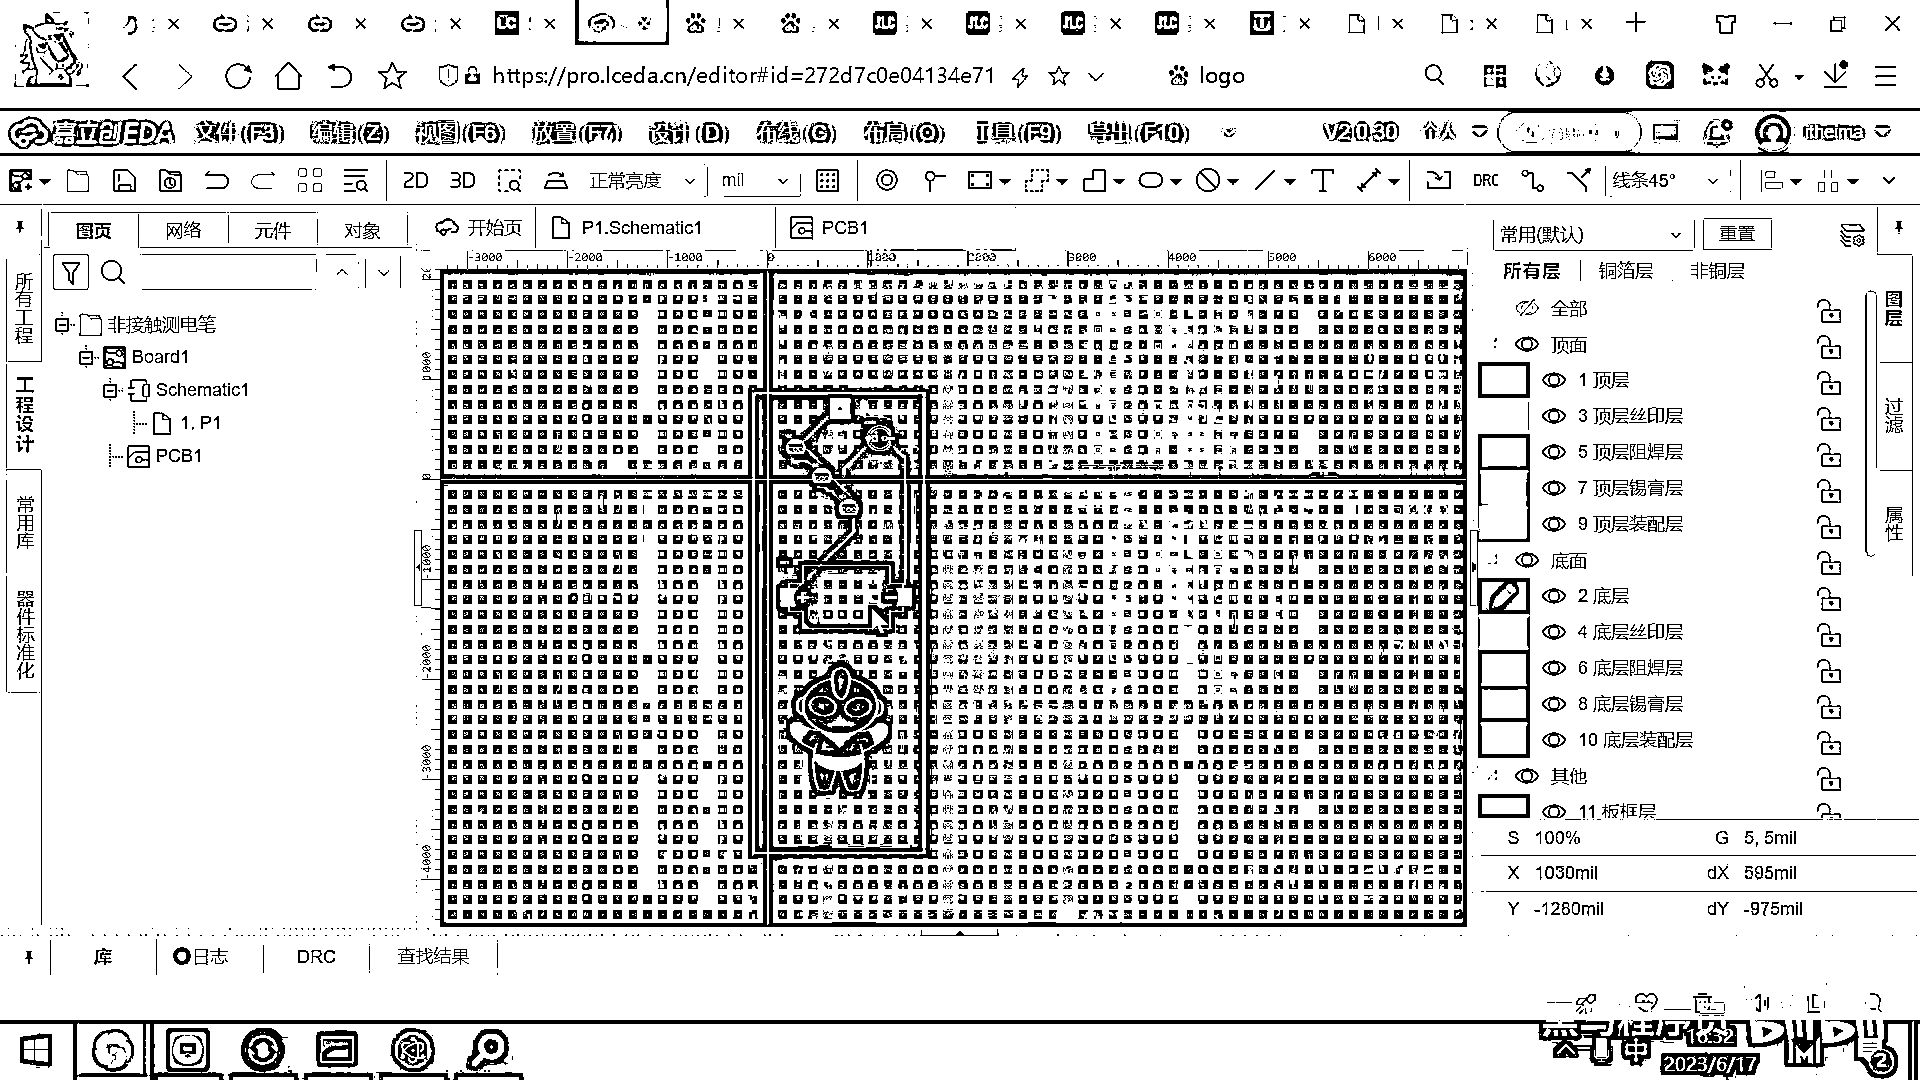 https://pro.lceda.cn/editor#id=272d7c0e04134e71
logo
嘉立创EDA 文件(F3) 编辑(Z) 视图(F6) 放置(F7) 设计(D) 布线(G) 布局(O) 工具(F9) 导出(F10) V2.0.30 个人 itheima
2D 3D 正常亮度 mil DRC 线条45°
图页 网络 元件 对象
开始页 P1.Schematic1 PCB1
常用(默认) 重置
所有层 铜箔层 非铜层
所有工程
工程设计
常用库
器件标准化
非接触测电笔
Board1
Schematic1
1. P1
PCB1
-3000 -2000 -1000 0 2000 3000 4000 5000 6000
1000
0
-1000
-2000
-3000
-4000
全部
顶面
1 顶层
3 顶层丝印层
5 顶层阻焊层
7 顶层锡膏层
9 顶层装配层
底面
2 底层
4 底层丝印层
6 底层阻焊层
8 底层锡膏层
10 底层装配层
其他
11 板框层
图层
过滤
属性
S 100% G 5, 5mil
X 1030mil dX 595mil
Y -1280mil dY -975mil
库 日志 DRC 查找结果
黑马程序员
中
16:52
2023/6/17
2